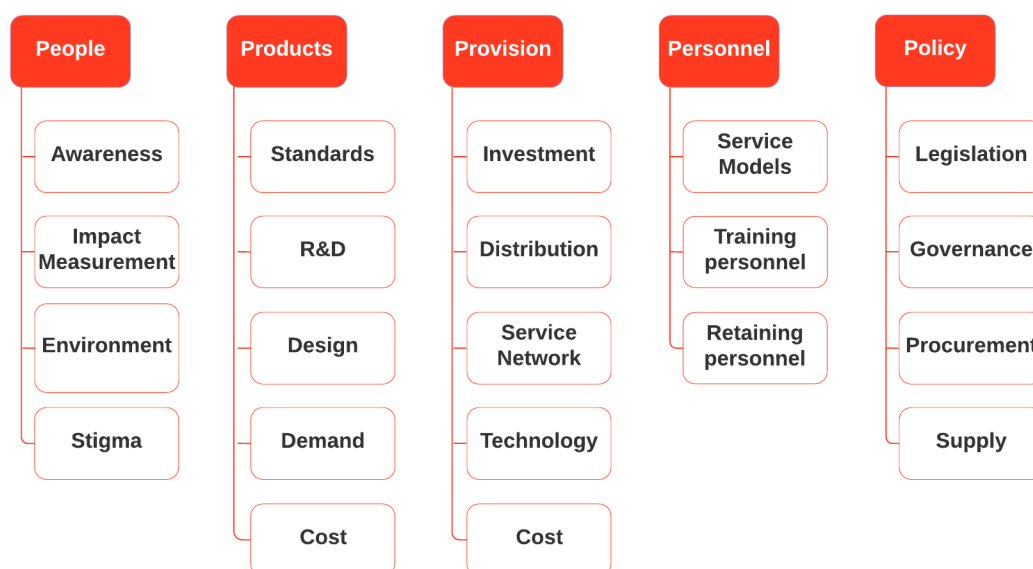 People
Awareness
Impact
Measurement
Environment
Stigma
Products
Standards
R&D
Design
Demand
Cost
Provision
Investment
Distribution
Service
Network
Technology
Cost
Personnel
Service
Models
Training
personnel
Retaining
personnel
Policy
Legislation
Governance
Procurement
Supply